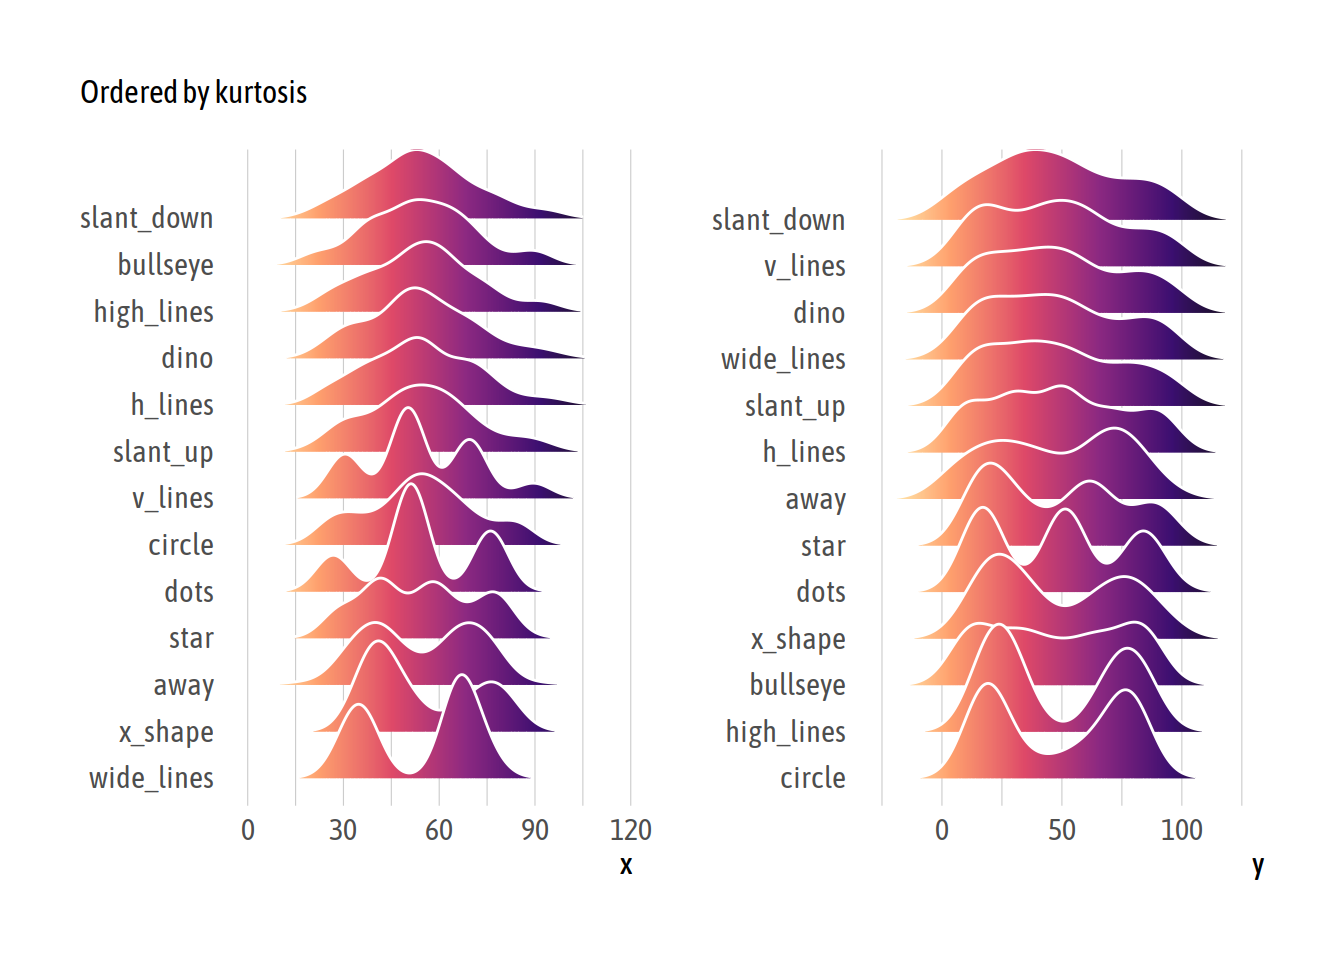 Ordered by kurtosis
slant_down
bullseye
high_lines
dino
h_lines
slant_up
v_lines
circle
dots
star
away
x_shape
wide_lines
0 30 60 90 120
x
slant_down
v_lines
dino
wide_lines
slant_up
h_lines
away
star
dots
x_shape
bullseye
high_lines
circle
0 50 100
y